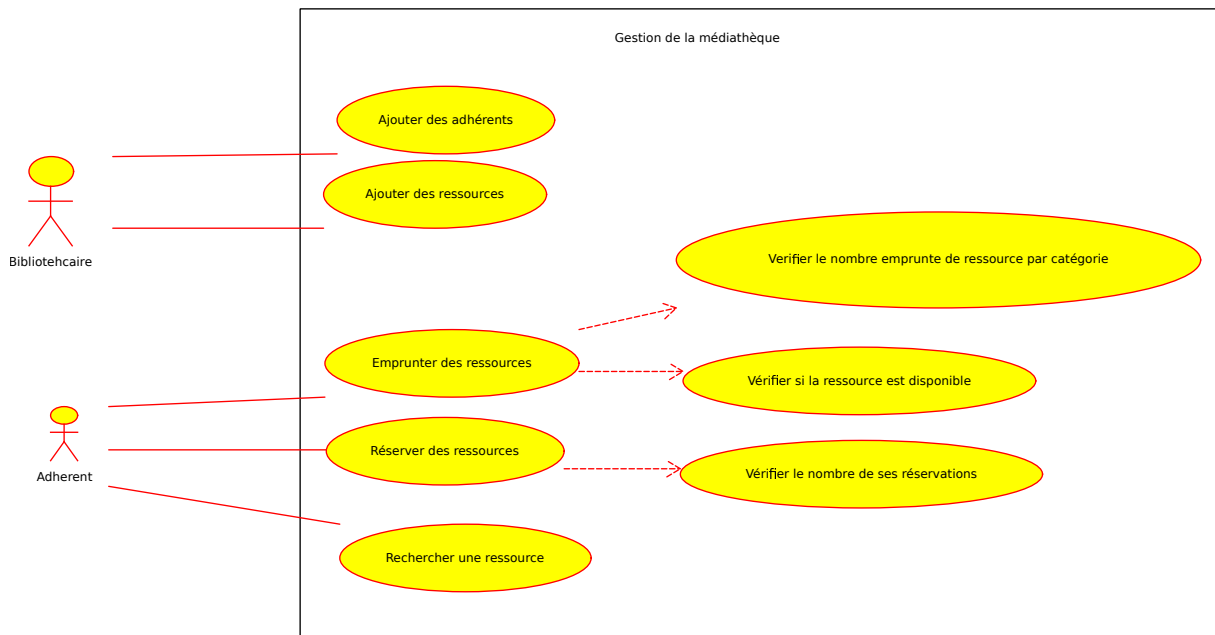 Gestion de la médiathèque
Ajouter des adhérents
Ajouter des ressources
Bibliotehcaire
Verifier le nombre emprunte de ressource par catégorie
Emprunter des ressources
Vérifier si la ressource est disponible
Réserver des ressources
Vérifier le nombre de ses réservations
Adherent
Rechercher une ressource